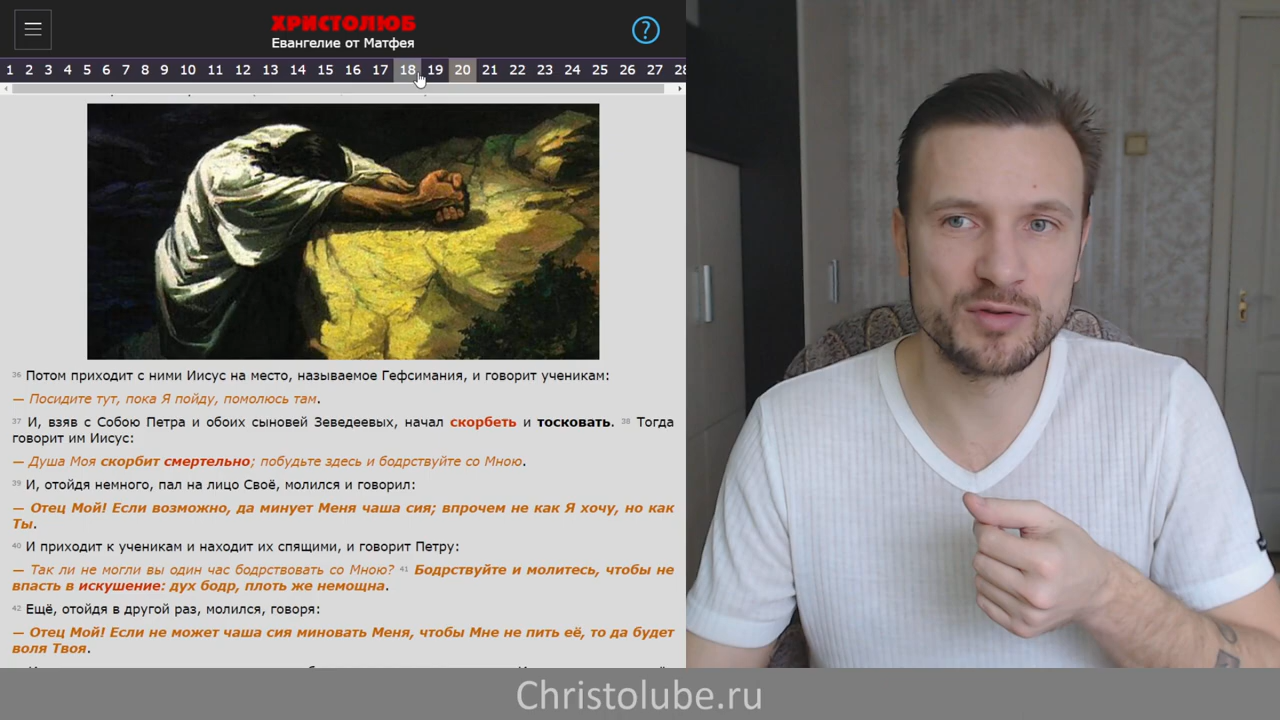 ХРИСТОЛЮБ
Евангелие от Матфея
?
1 2 3 4 5 6 7 8 9 10 11 12 13 14 15 16 17 18 19 20 21 22 23 24 25 26 27 28
36 Потом приходит с ними Иисус на место, называемое Гефсимания, и говорит ученикам:
— Посидите тут, пока Я пойду, помолюсь там.
37 И, взяв с Собою Петра и обоих сыновей Зеведеевых, начал скорбеть и тосковать. 38 Тогда
говорит им Иисус:
— Душа Моя скорбит смертельно; побудьте здесь и бодрствуйте со Мною.
39 И, отойдя немного, пал на лицо Своё, молился и говорил:
— Отец Мой! Если возможно, да минует Меня чаша сия; впрочем не как Я хочу, но как
Ты.
40 И приходит к ученикам и находит их спящими, и говорит Петру:
— Так ли не могли вы один час бодрствовать со Мною? 41 Бодрствуйте и молитесь, чтобы не
впасть в искушение: дух бодр, плоть же немощна.
42 Ещё, отойдя в другой раз, молился, говоря:
— Отец Мой! Если не может чаша сия миновать Меня, чтобы Мне не пить её, то да будет
воля Твоя.
Christolube.ru